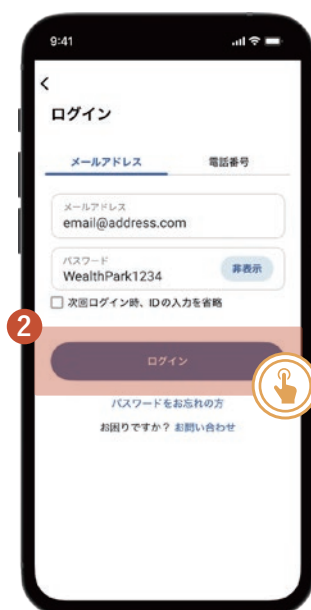 9:41
ログイン
メールアドレス 電話番号
メールアドレス
email@address.com
パスワード
WealthPark1234 非表示
次回ログイン時、IDの入力を省略
2
ログイン
パスワードをお忘れの方
お困りですか？ お問い合わせ